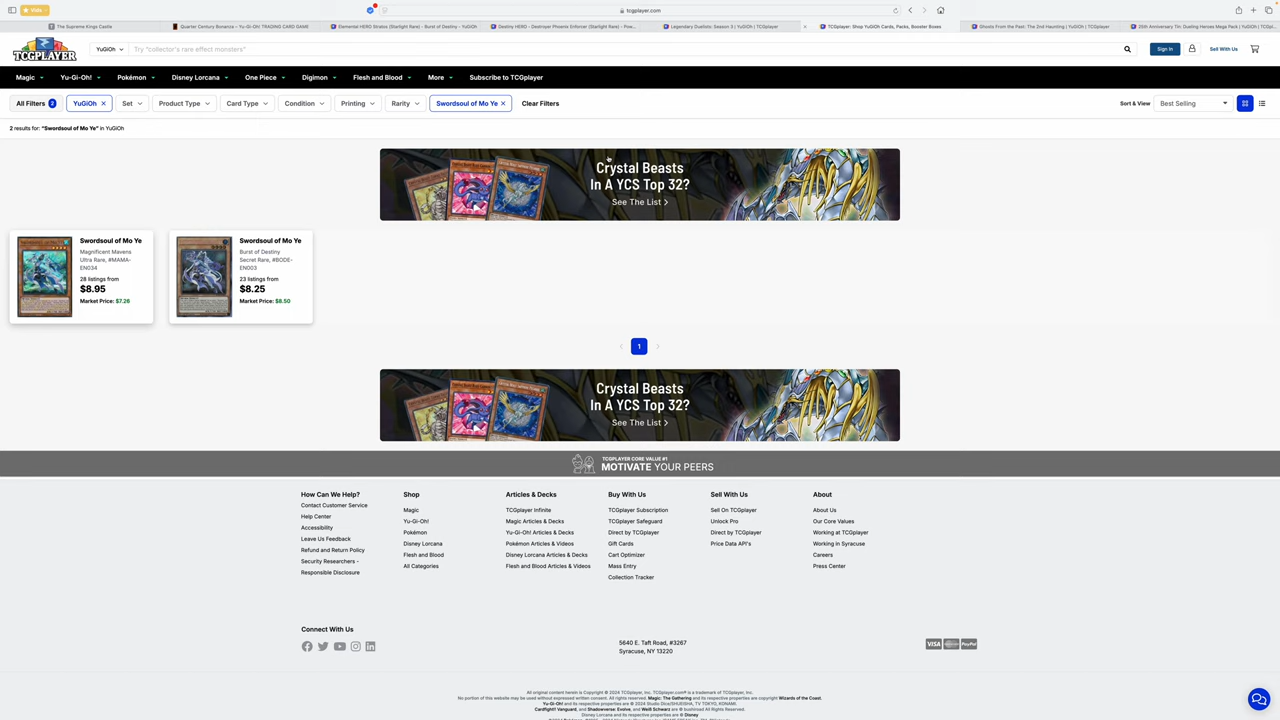 Vids
tcgplayer.com
The Supreme Kings Castle
Quarter Century Bonanza – Yu-Gi-Oh! TRADING CARD GAME
Elemental HERO Stratos (Starlight Rare) - Burst of Destiny - YuGiOh
Destiny HERO - Destroyer Phoenix Enforcer (Starlight Rare) - Pow...
Legendary Duelists: Season 3 | YuGiOh | TCGplayer
TCGplayer: Shop YuGiOh Cards, Packs, Booster Boxes
Ghosts From the Past: The 2nd Haunting | YuGiOh | TCGplayer
25th Anniversary Tin: Dueling Heroes Mega Pack | YuGiOh | TCGpl...
TCGPLAYER
YuGiOh
Try "collector's rare effect monsters"
Sign In
Sell With Us
Magic
Yu-Gi-Oh!
Pokémon
Disney Lorcana
One Piece
Digimon
Flesh and Blood
More
Subscribe to TCGplayer
All Filters 2
YuGiOh
Set
Product Type
Card Type
Condition
Printing
Rarity
Swordsoul of Mo Ye
Clear Filters
Sort & View
Best Selling
2 results for: "Swordsoul of Mo Ye" in YuGiOh
Crystal Beasts
In A YCS Top 32?
See The List
Swordsoul of Mo Ye
Magnificent Mavens
Ultra Rare, #MAMA-
EN034
28 listings from
$8.95
Market Price: $7.26
Swordsoul of Mo Ye
Burst of Destiny
Secret Rare, #BODE-
EN003
23 listings from
$8.25
Market Price: $8.50
1
Crystal Beasts
In A YCS Top 32?
See The List
TCGPLAYER CORE VALUE #1
MOTIVATE YOUR PEERS
How Can We Help?
Contact Customer Service
Help Center
Accessibility
Leave Us Feedback
Refund and Return Policy
Security Researchers -
Responsible Disclosure
Shop
Magic
Yu-Gi-Oh!
Pokémon
Disney Lorcana
Flesh and Blood
All Categories
Articles & Decks
TCGplayer Infinite
Magic Articles & Decks
Yu-Gi-Oh! Articles & Decks
Pokémon Articles & Videos
Disney Lorcana Articles & Decks
Flesh and Blood Articles & Videos
Buy With Us
TCGplayer Subscription
TCGplayer Safeguard
Direct by TCGplayer
Gift Cards
Cart Optimizer
Mass Entry
Collection Tracker
Sell With Us
Sell On TCGplayer
Unlock Pro
Direct by TCGplayer
Price Data API's
About
About Us
Our Core Values
Working at TCGplayer
Working in Syracuse
Careers
Press Center
Connect With Us
5640 E. Taft Road, #3267
Syracuse, NY 13220
VISA
PayPal
All original content herein is Copyright © 2024 TCGplayer, Inc. TCGplayer.com® is a trademark of TCGplayer, Inc.
No portion of this website may be used without expressed written consent. All rights reserved. Magic: The Gathering and its respective properties are copyright Wizards of the Coast.
Yu-Gi-Oh! and its respective properties are © 2024 Studio Dice/SHUEISHA, TV TOKYO, KONAMI.
Cardfight!! Vanguard, and Shadowverse: Evolve, and Weiß Schwarz are © bushiroad All Rights Reserved.
Disney Lorcana and its respective properties are © Disney